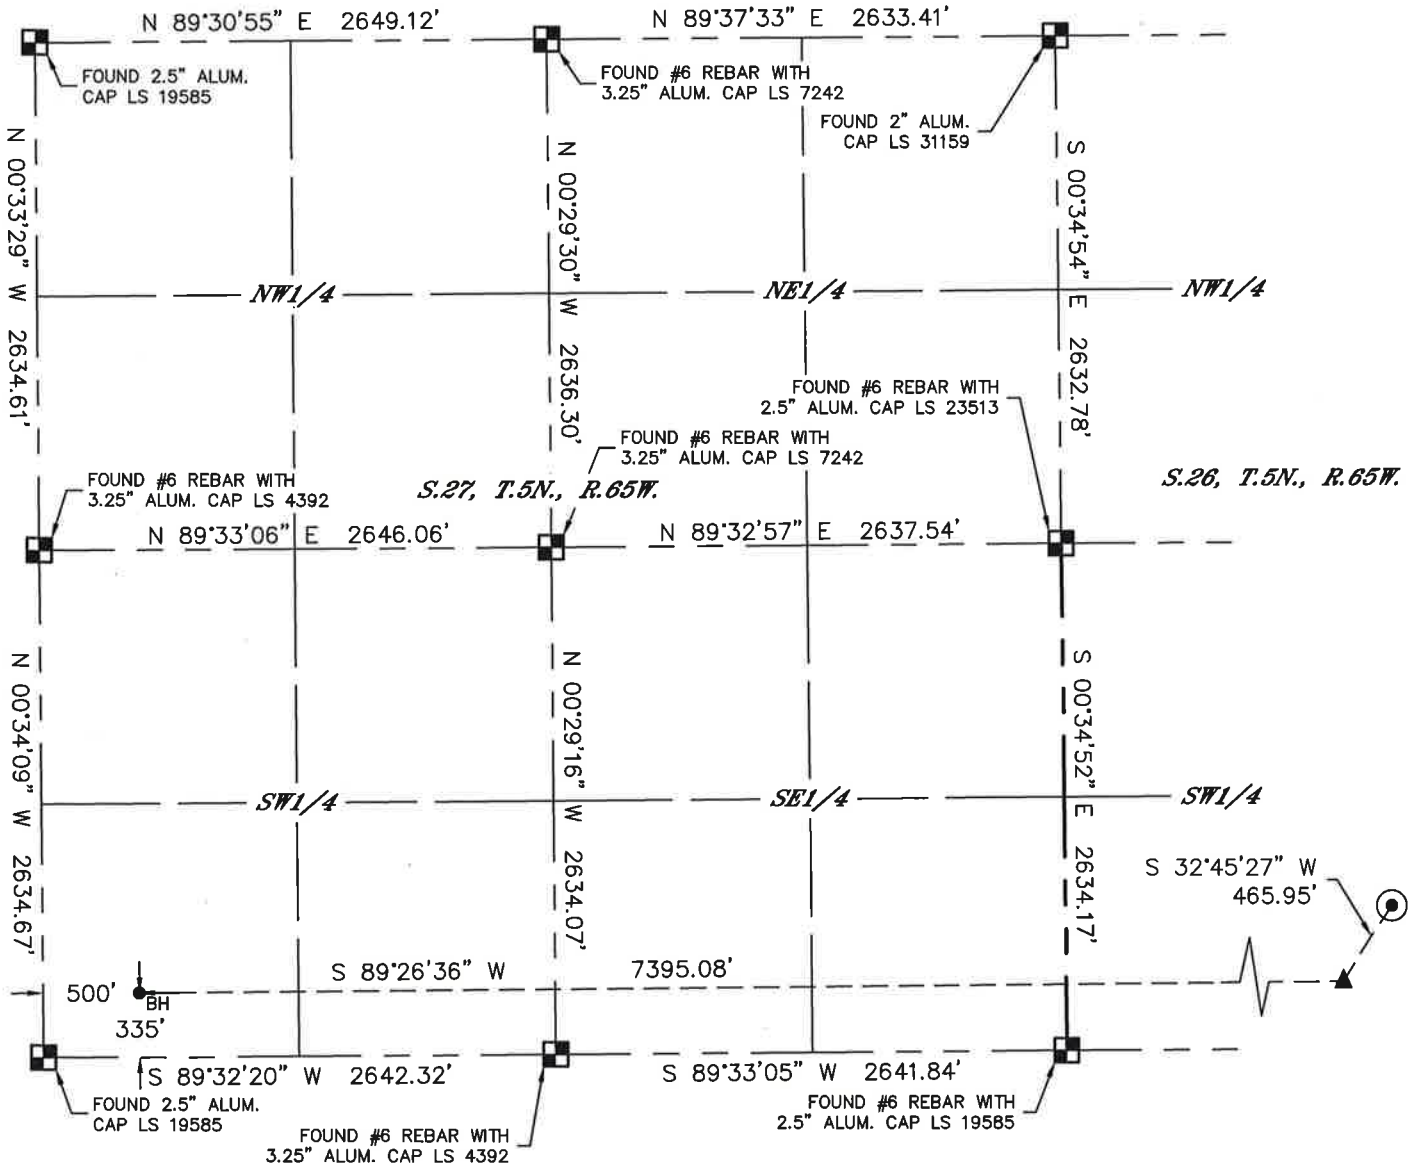 N 89°30'55" E 2649.12'
N 89°37'33" E 2633.41'
FOUND 2.5" ALUM.
CAP LS 19585
FOUND #6 REBAR WITH
3.25" ALUM. CAP LS 7242
FOUND 2" ALUM.
CAP LS 31159
N 00°33'29" W 2634.61'
N 00°29'30" W 2636.30'
S 00°34'54" E 2632.78'
NW1/4
NE1/4
NW1/4
FOUND #6 REBAR WITH
2.5" ALUM. CAP LS 23513
FOUND #6 REBAR WITH
3.25" ALUM. CAP LS 7242
FOUND #6 REBAR WITH
3.25" ALUM. CAP LS 4392
S.27, T.5N., R.65W.
S.26, T.5N., R.65W.
N 89°33'06" E 2646.06'
N 89°32'57" E 2637.54'
N 00°34'09" W 2634.67'
N 00°29'16" W 2634.07'
S 00°34'52" E 2634.17'
SW1/4
SE1/4
SW1/4
S 32°45'27" W
465.95'
S 89°26'36" W 7395.08'
500'
BH
335'
S 89°32'20" W 2642.32'
S 89°33'05" W 2641.84'
FOUND 2.5" ALUM.
CAP LS 19585
FOUND #6 REBAR WITH
3.25" ALUM. CAP LS 4392
FOUND #6 REBAR WITH
2.5" ALUM. CAP LS 19585